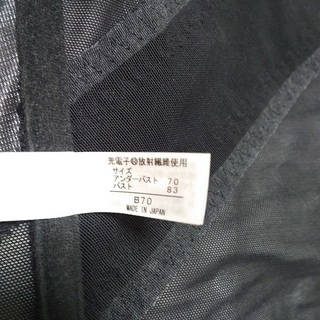 光電子®放射繊維使用
サイズ
アンダーバスト 70
バスト 83
B70
MADE IN JAPAN